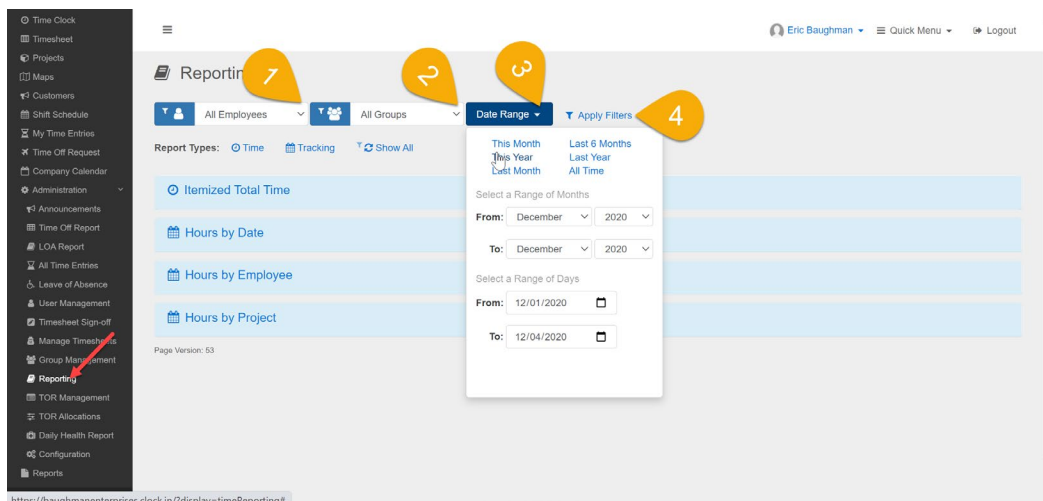 Time Clock
Timesheet
Projects
Maps
Customers
Shift Schedule
My Time Entries
Time Off Request
Company Calendar
Administration
Announcements
Time Off Report
LOA Report
All Time Entries
Leave of Absence
User Management
Timesheet Sign-off
Manage Timesheets
Group Management
Reporting
TOR Management
TOR Allocations
Daily Health Report
Configuration
Reports
Eric Baughman Quick Menu Logout
Reporting
1 2 3 4
All Employees All Groups Date Range Apply Filters
Report Types: Time Tracking Show All
Itemized Total Time
Hours by Date
Hours by Employee
Hours by Project
Page Version: 53
This Month Last 6 Months
This Year Last Year
Last Month All Time
Select a Range of Months
From: December 2020
To: December 2020
Select a Range of Days
From: 12/01/2020
To: 12/04/2020
https://baughmanenterprises.clock.in/?display=timeReporting#